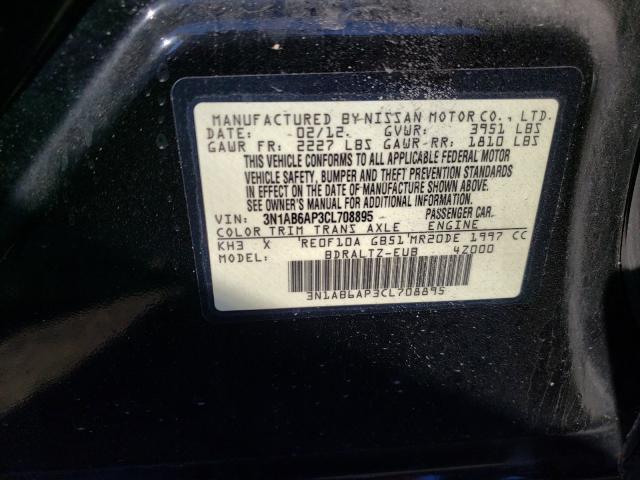 MANUFACTURED BY NISSAN MOTOR CO., LTD.
DATE: 02/12. GVWR: 3951 LBS
GAWR FR: 2227 LBS GAWR-RR: 1810 LBS
THIS VEHICLE CONFORMS TO ALL APPLICABLE FEDERAL MOTOR
VEHICLE SAFETY, BUMPER AND THEFT PREVENTION STANDARDS
IN EFFECT ON THE DATE OF MANUFACTURE SHOWN ABOVE.
SEE OWNER'S MANUAL FOR ADDITIONAL INFORMATION.
VIN: 3N1AB6AP3CL708895 PASSENGER CAR.
COLOR TRIM TRANS AXLE ENGINE
KH3 X 'RE0F10A GB51'MR20DE 1997 CC
MODEL: BDRALTZ-EUB 4Z000
3N1AB6AP3CL708895